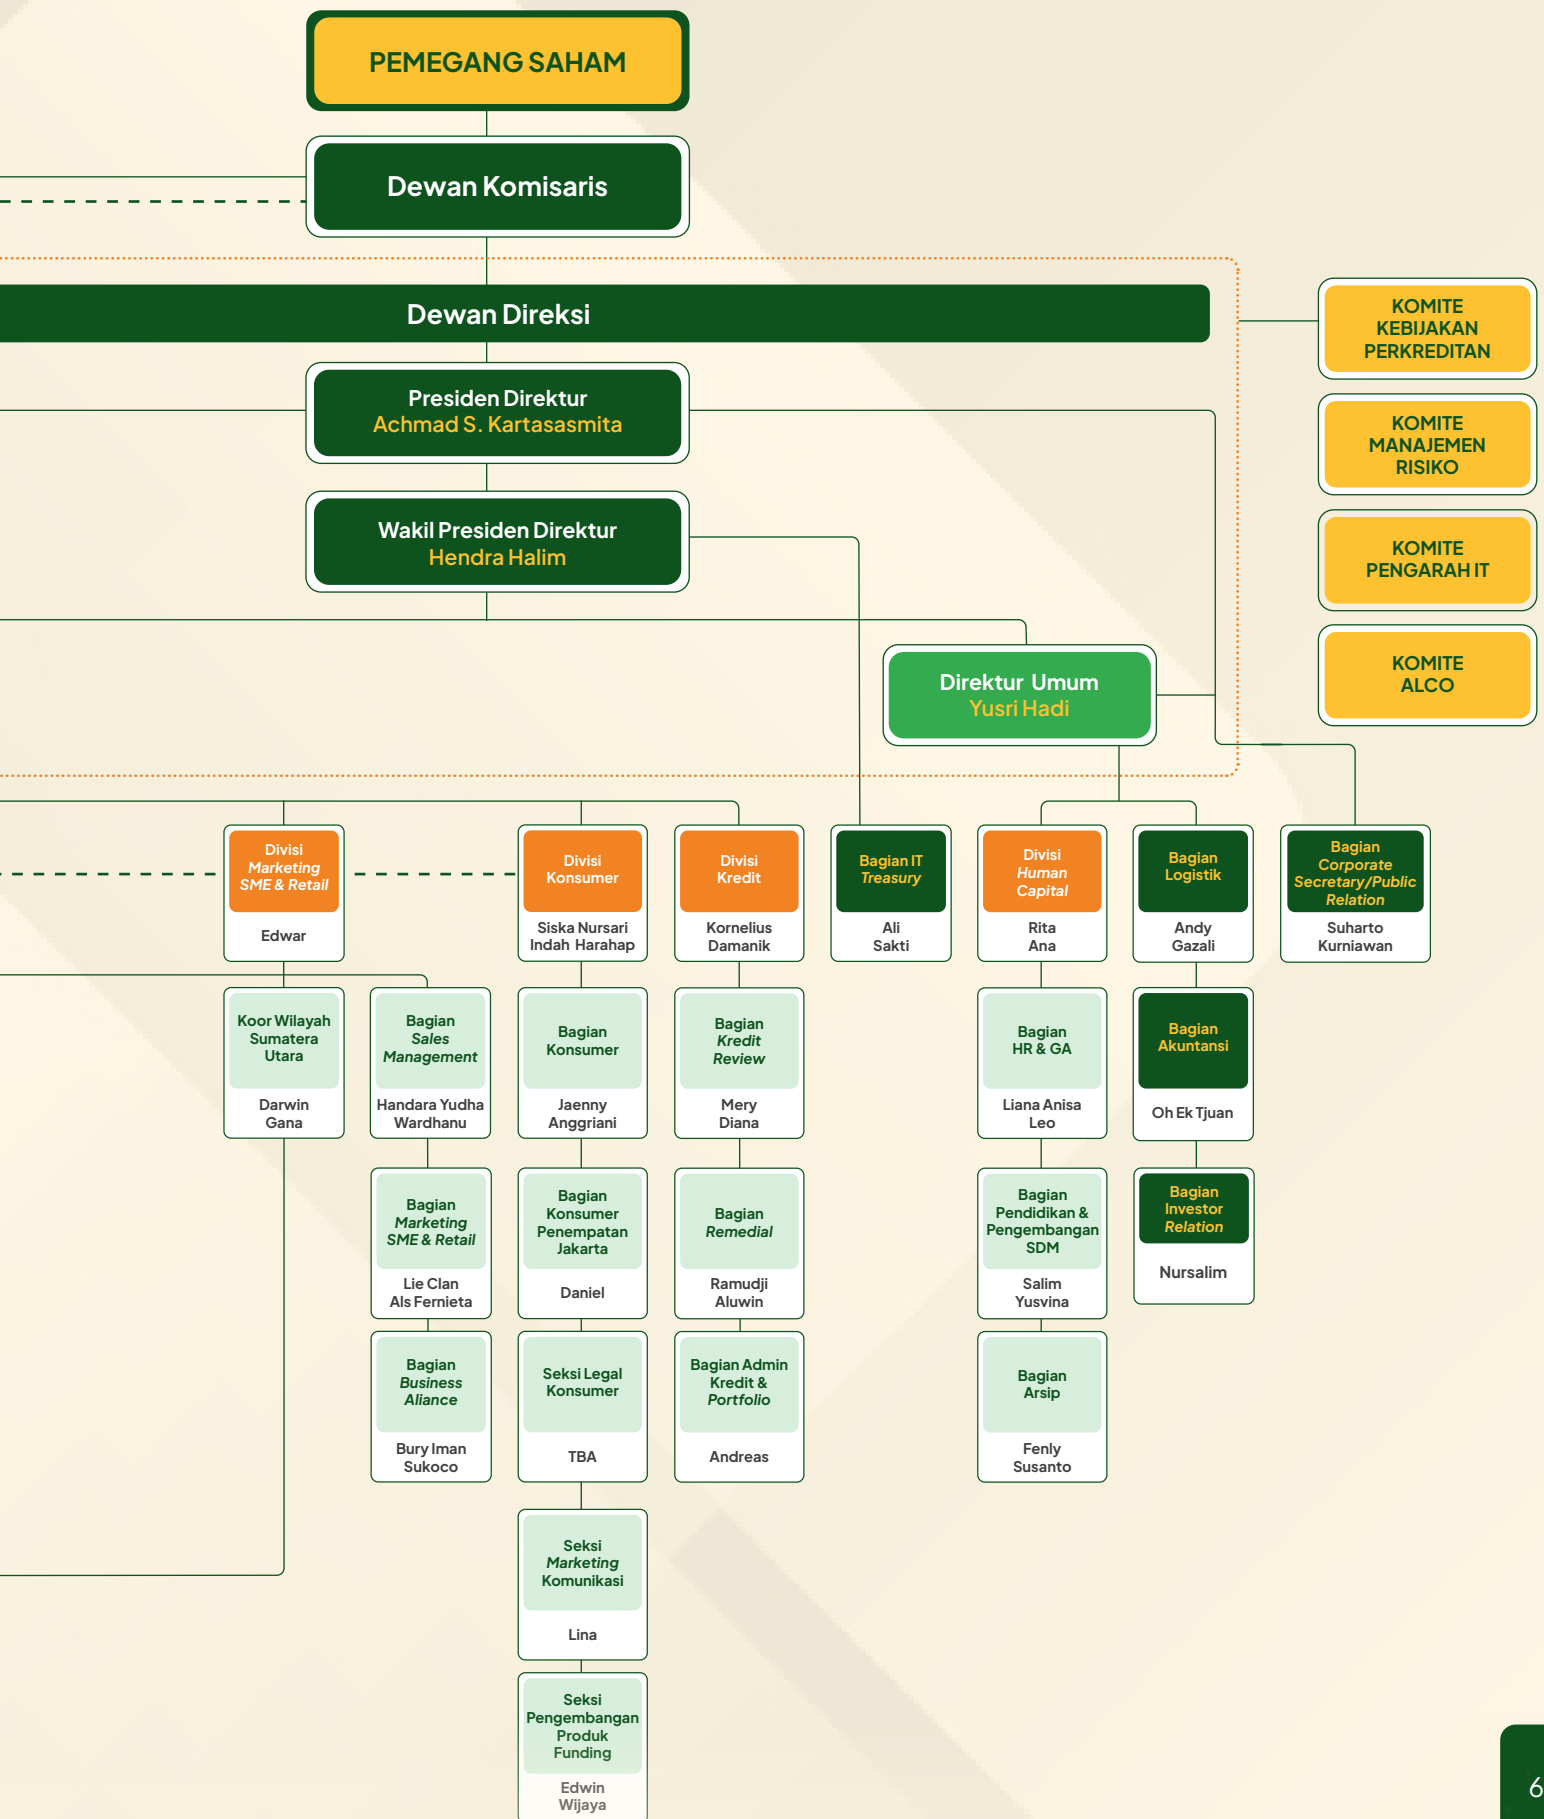 PEMEGANG SAHAM
Dewan Komisaris
Dewan Direksi
Presiden Direktur
Achmad S. Kartasasmita
Wakil Presiden Direktur
Hendra Halim
Direktur Umum
Yusri Hadi
KOMITE
KEBIJAKAN
PERKREDITAN
KOMITE
MANAJEMEN
RISIKO
KOMITE
PENGARAH IT
KOMITE
ALCO
Divisi
Marketing
SME & Retail
Edwar
Divisi
Konsumer
Siska Nursari
Indah Harahap
Divisi
Kredit
Kornelius
Damanik
Bagian IT
Treasury
Ali
Sakti
Divisi
Human
Capital
Rita
Ana
Bagian
Logistik
Andy
Gazali
Bagian
Corporate
Secretary/Public
Relation
Suharto
Kurniawan
Koor Wilayah
Sumatera
Utara
Darwin
Gana
Bagian
Sales
Management
Handara Yudha
Wardhanu
Bagian
Konsumer
Jaenny
Anggriani
Bagian
Kredit
Review
Mery
Diana
Bagian
HR & GA
Liana Anisa
Leo
Bagian
Akuntansi
Oh Ek Tjuan
Bagian
Marketing
SME & Retail
Lie Clan
Als Fernieta
Bagian
Konsumer
Penempatan
Jakarta
Daniel
Bagian
Remedial
Ramudji
Aluwin
Bagian
Pendidikan &
Pengembangan
SDM
Salim
Yusvina
Bagian
Investor
Relation
Nursalim
Bagian
Business
Aliance
Bury Iman
Sukoco
Seksi Legal
Konsumer
TBA
Bagian Admin
Kredit &
Portfolio
Andreas
Bagian
Arsip
Fenly
Susanto
Seksi
Marketing
Komunikasi
Lina
Seksi
Pengembangan
Produk
Funding
Edwin
Wijaya
6